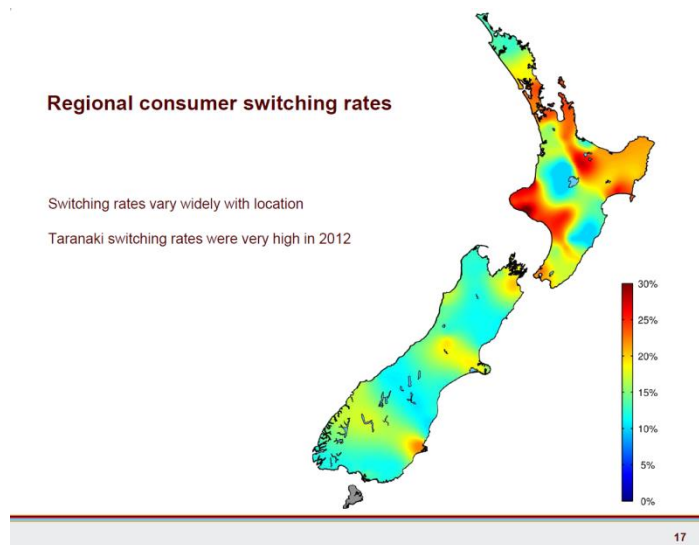 Regional consumer switching rates
Switching rates vary widely with location
Taranaki switching rates were very high in 2012
30%
25%
20%
15%
10%
5%
0%
17